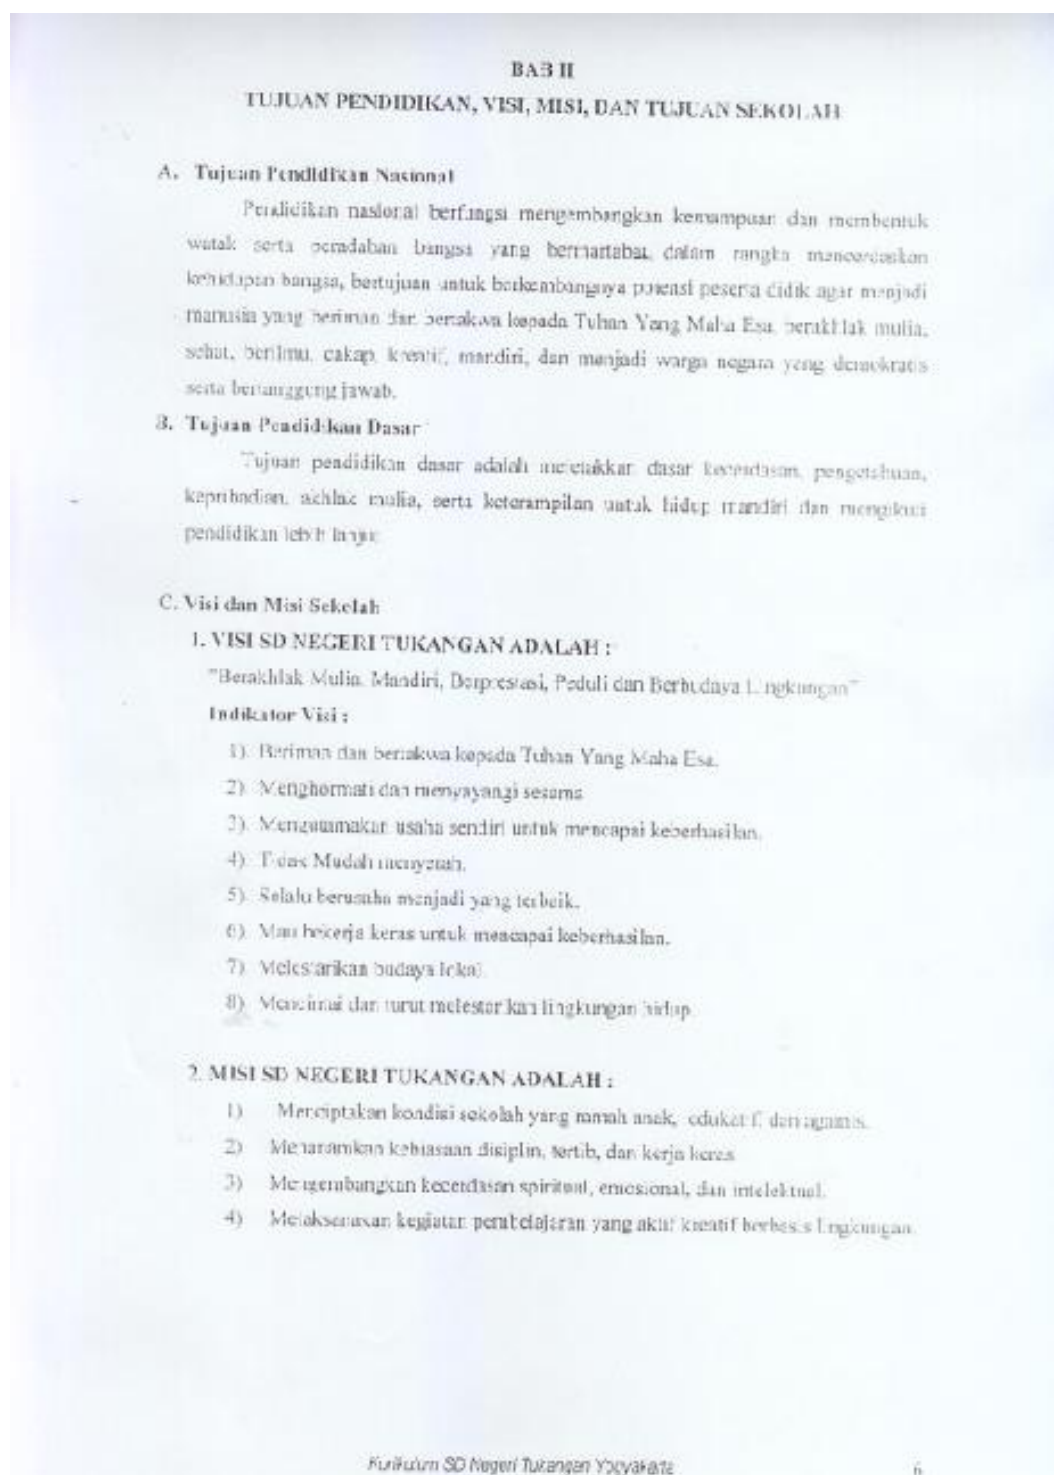 BAB II
TUJUAN PENDIDIKAN, VISI, MISI, DAN TUJUAN SEKOLAH
A. Tujuan Pendidikan Nasional
Pendidikan nasional berfungsi mengembangkan kemampuan dan membentuk
watak serta peradaban bangsa yang bermartabat dalam rangka mencerdaskan
kehidupan bangsa, bertujuan untuk berkembangnya potensi peserta didik agar menjadi
manusia yang beriman dan bertakwa kepada Tuhan Yang Maha Esa, berakhlak mulia,
sehat, berilmu, cakap, kreatif, mandiri, dan menjadi warga negara yang demokratis
serta bertanggung jawab.
B. Tujuan Pendidikan Dasar
Tujuan pendidikan dasar adalah meletakkan dasar kecerdasan, pengetahuan,
kepribadian, akhlak mulia, serta keterampilan untuk hidup mandiri dan mengikuti
pendidikan lebih lanjut
C. Visi dan Misi Sekolah
1. VISI SD NEGERI TUKANGAN ADALAH :
"Berakhlak Mulia, Mandiri, Berprestasi, Peduli dan Berbudaya Lingkungan"
Indikator Visi :
1). Beriman dan bertakwa kepada Tuhan Yang Maha Esa.
2). Menghormati dan menyayangi sesama
3). Mengutamakan usaha sendiri untuk mencapai keberhasilan.
4). Tidak Mudah menyerah.
5). Selalu berusaha menjadi yang terbaik.
6). Mau bekerja keras untuk mencapai keberhasilan.
7). Melestarikan budaya lokal
8). Mencintai dan turut melestarikan lingkungan hidup
2. MISI SD NEGERI TUKANGAN ADALAH :
1) Menciptakan kondisi sekolah yang ramah anak, edukatif, dan agamis.
2) Menanamkan kebiasaan disiplin, tertib, dan kerja keras
3) Mengembangkan kecerdasan spiritual, emosional, dan intelektual.
4) Melaksanakan kegiatan pembelajaran yang aktif kreatif berbasis lingkungan.
Kurikulum SD Negeri Tukangan Yogyakarta 6